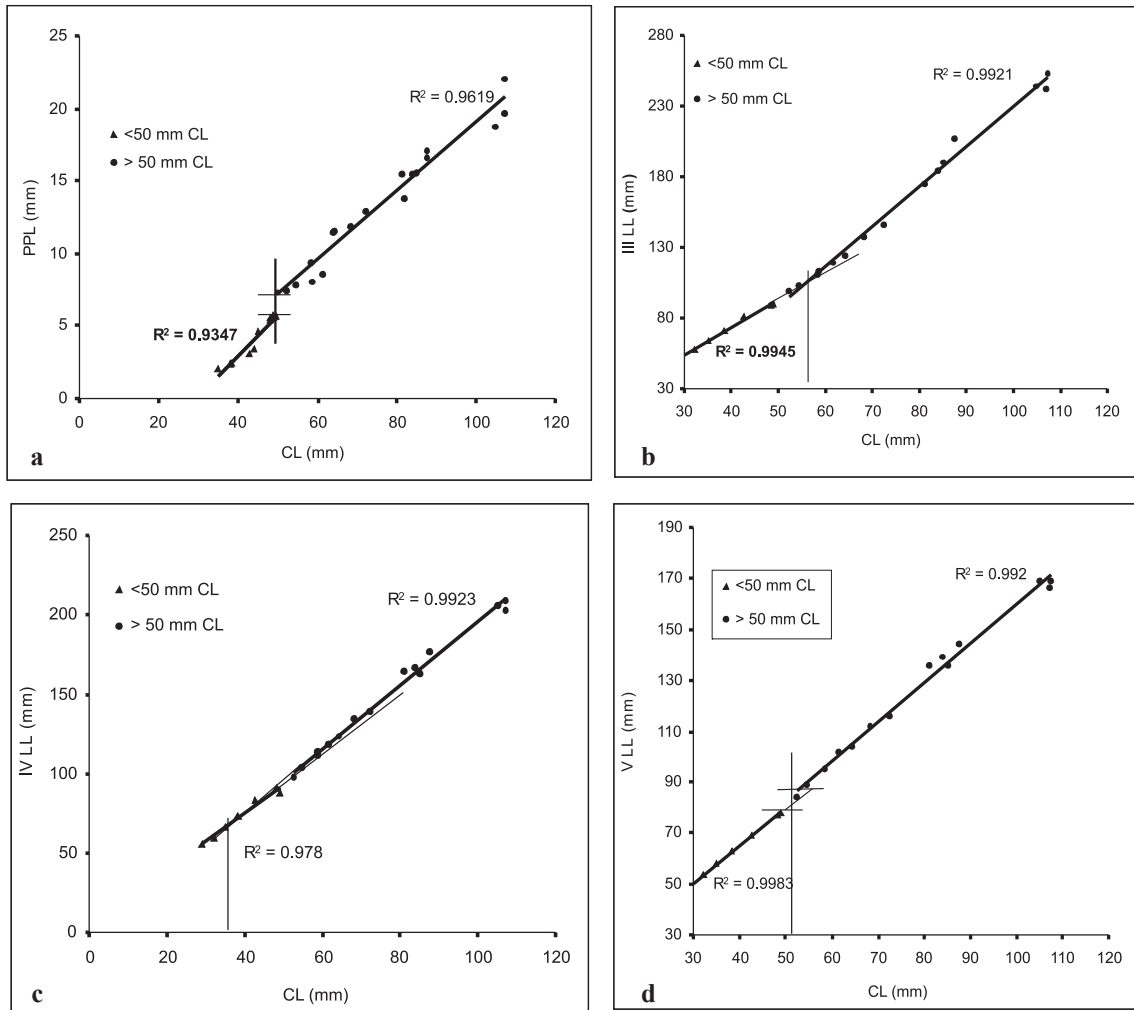 25
20
15
10
5
0
PPL (mm)
▲ <50 mm CL
● > 50 mm CL
R² = 0.9619
R² = 0.9347
0 20 40 60 80 100 120
CL (mm)
a
280
230
180
130
80
30
III LL (mm)
▲ <50 mm CL
● > 50 mm CL
R² = 0.9921
R² = 0.9945
30 40 50 60 70 80 90 100 110 120
CL (mm)
b
250
200
150
100
50
0
IV LL (mm)
▲ <50 mm CL
● > 50 mm CL
R² = 0.9923
R² = 0.978
0 20 40 60 80 100 120
CL (mm)
c
190
170
150
130
110
90
70
50
30
V LL (mm)
▲ <50 mm CL
● > 50 mm CL
R² = 0.992
R² = 0.9983
30 40 50 60 70 80 90 100 110 120
CL (mm)
d